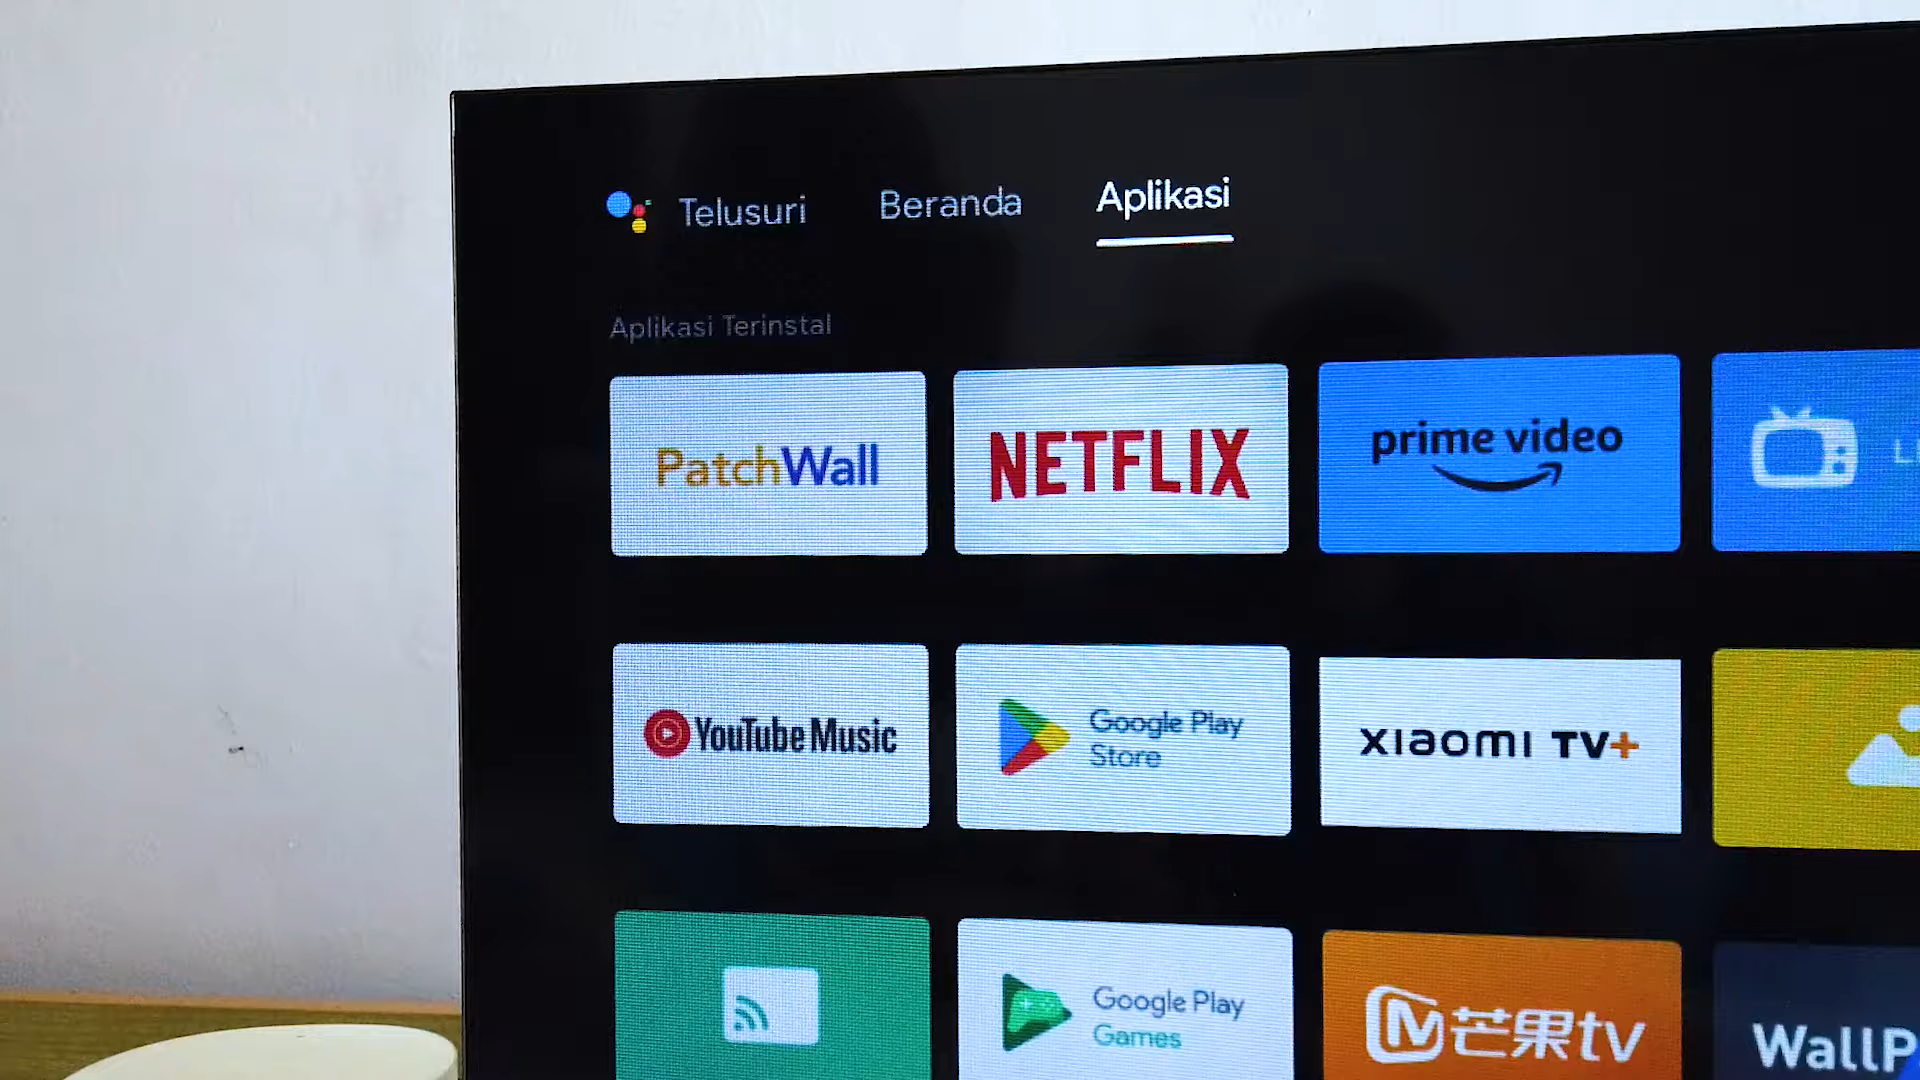 Telusuri
Beranda
Aplikasi
Aplikasi Terinstal
PatchWall
NETFLIX
prime video
YouTube Music
Google Play
Store
xiaomi TV+
Google Play
Games
芒果tv